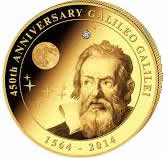 450th ANNIVERSARY GALILEO GALILEI
1564 - 2014